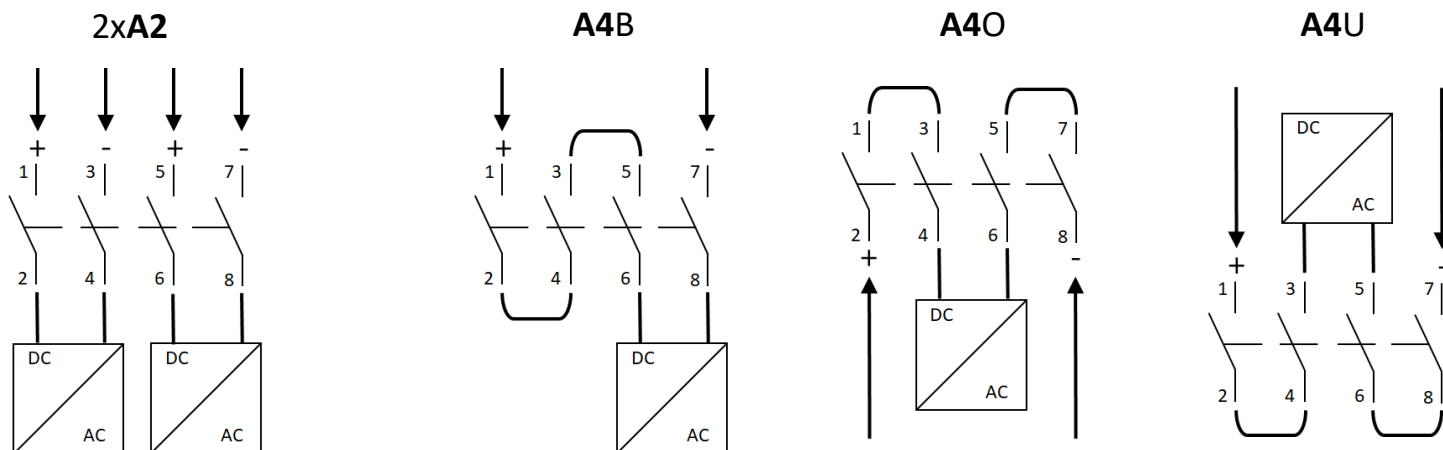 2xA2 A4B A4O A4U
+ - + -
1 3 5 7
2 4 6 8
DC DC
AC AC
+ -
1 3 5 7
2 4 6 8
DC
AC
1 3 5 7
2 4 6 8
+ -
DC
AC
DC
AC
+ -
1 3 5 7
2 4 6 8